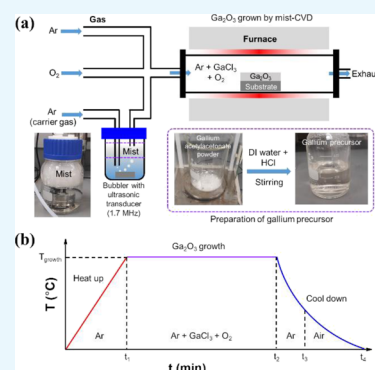 (a)
Gas
Ga₂O₃ grown by mist-CVD
Ar
Furnace
O₂
Ar + GaCl₃
+ O₂
Ga₂O₃
Substrate
Exhau
Ar
(carrier gas)
Mist
Mist
Bubbler with
ultrasonic
transducer
(1.7 MHz)
Gallium
acetylacetonate
powder
DI water +
HCl
Stirring
Gallium precursor
Preparation of gallium precursor
(b)
T (°C)
Tgrowth
Ga₂O₃ growth
Heat up
Cool down
Ar
Ar + GaCl₃ + O₂
Ar
Air
t₁
t₂
t₃
t₄
t (min)